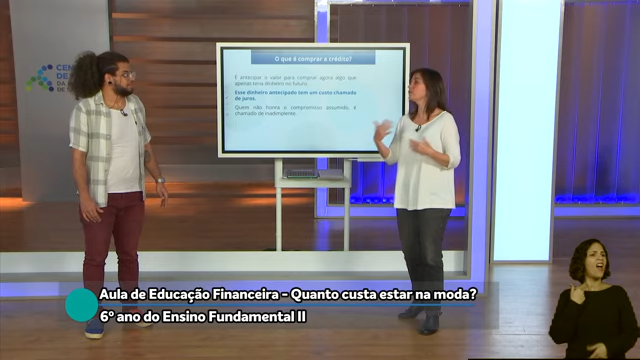 O que é comprar a crédito?
É antecipar o valor para comprar agora algo que
apenas teria dinheiro no futuro.
Esse dinheiro antecipado tem um custo chamado
de juros.
Quem não honra o compromisso assumido, é
chamado de inadimplente.
Aula de Educação Financeira - Quanto custa estar na moda?
6º ano do Ensino Fundamental II